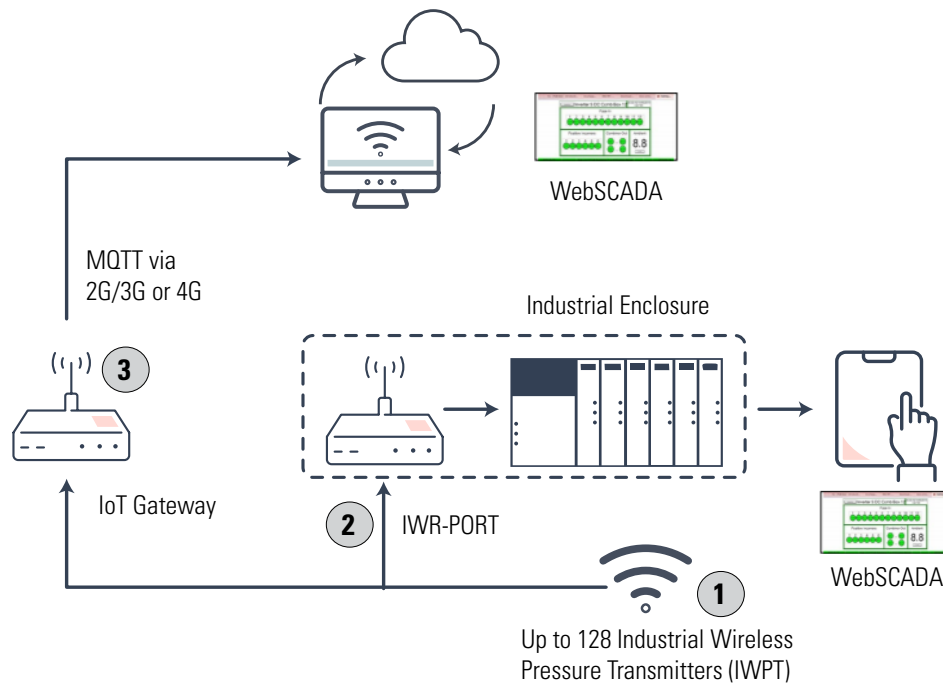 WebSCADA
MQTT via
2G/3G or 4G
Industrial Enclosure
3
IoT Gateway
2
IWR-PORT
8.8
8.8
WebSCADA
1
Up to 128 Industrial Wireless
Pressure Transmitters (IWPT)